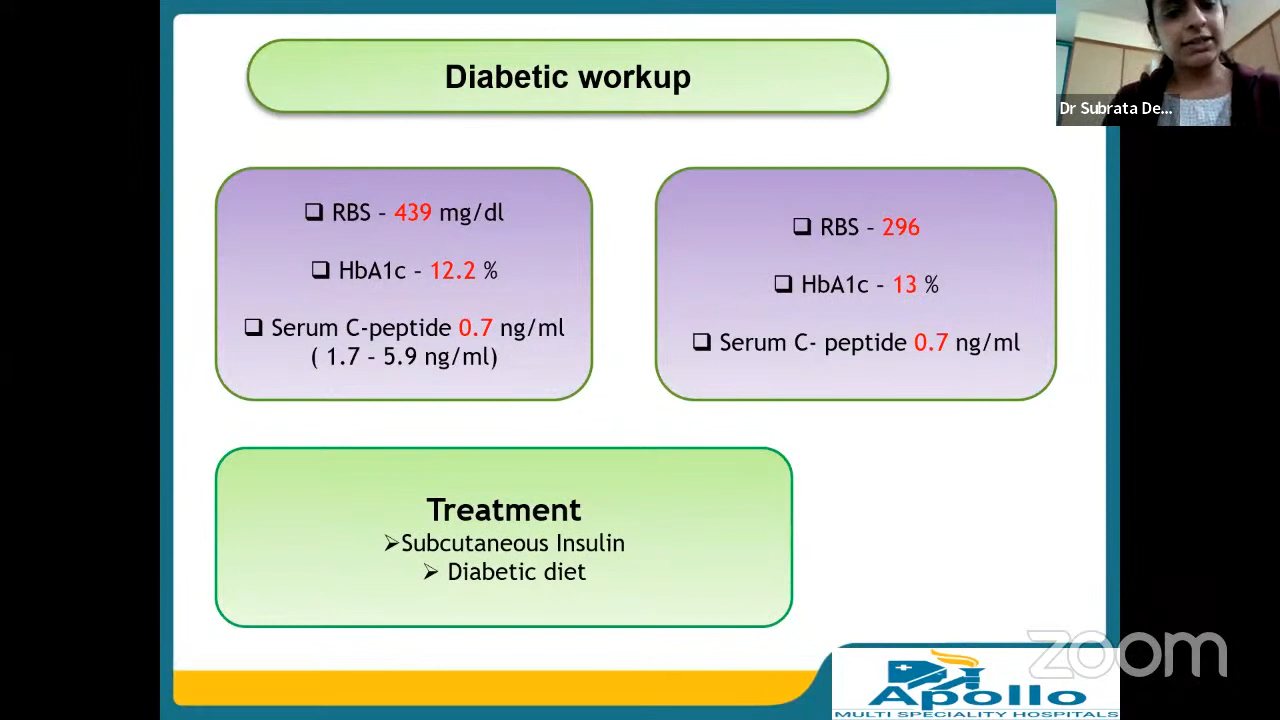 Diabetic workup
Dr Subrata De...
❑ RBS – 439 mg/dl
❑ HbA1c – 12.2 %
❑ Serum C-peptide 0.7 ng/ml
( 1.7 – 5.9 ng/ml)
❑ RBS – 296
❑ HbA1c – 13 %
❑ Serum C- peptide 0.7 ng/ml
Treatment
➢Subcutaneous Insulin
➢ Diabetic diet
zoom
Apollo
MULTI SPECIALITY HOSPITALS